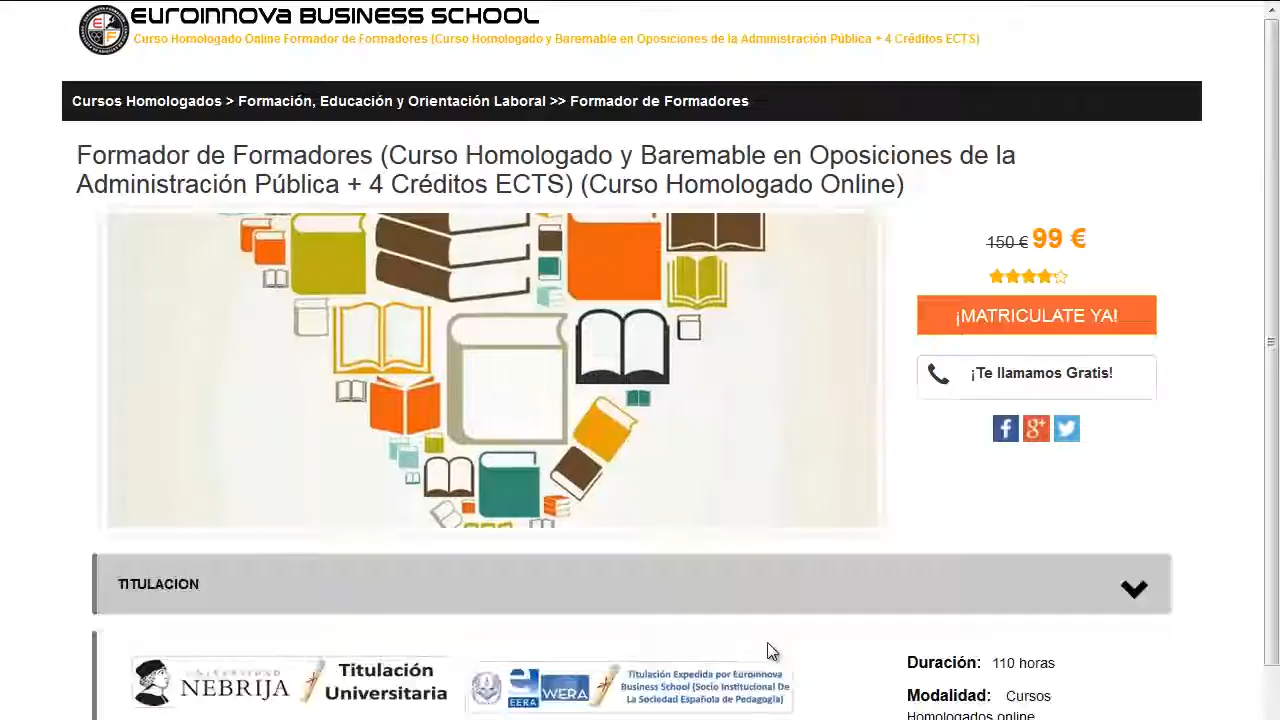 EUROINNOVA BUSINESS SCHOOL
Curso Homologado Online Formador de Formadores (Curso Homologado y Baremable en Oposiciones de la Administración Pública + 4 Créditos ECTS)
Cursos Homologados > Formación, Educación y Orientación Laboral >> Formador de Formadores
Formador de Formadores (Curso Homologado y Baremable en Oposiciones de la
Administración Pública + 4 Créditos ECTS) (Curso Homologado Online)
150 € 99 €
¡MATRICULATE YA!
¡Te llamamos Gratis!
TITULACION
UNIVERSIDAD
NEBRIJA
Titulación
Universitaria
EERA
WERA
Titulación Expedida por Euroinnova
Business School (Socio Institucional De
La Sociedad Española de Pedagogía)
Duración: 110 horas
Modalidad: Cursos
Homologados online